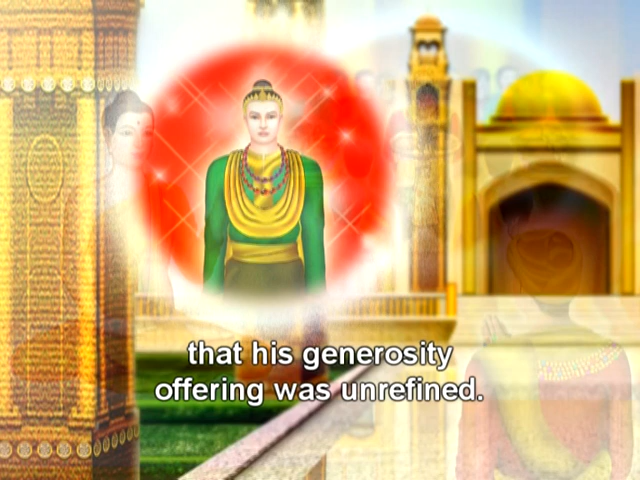 that his generosity
offering was unrefined.